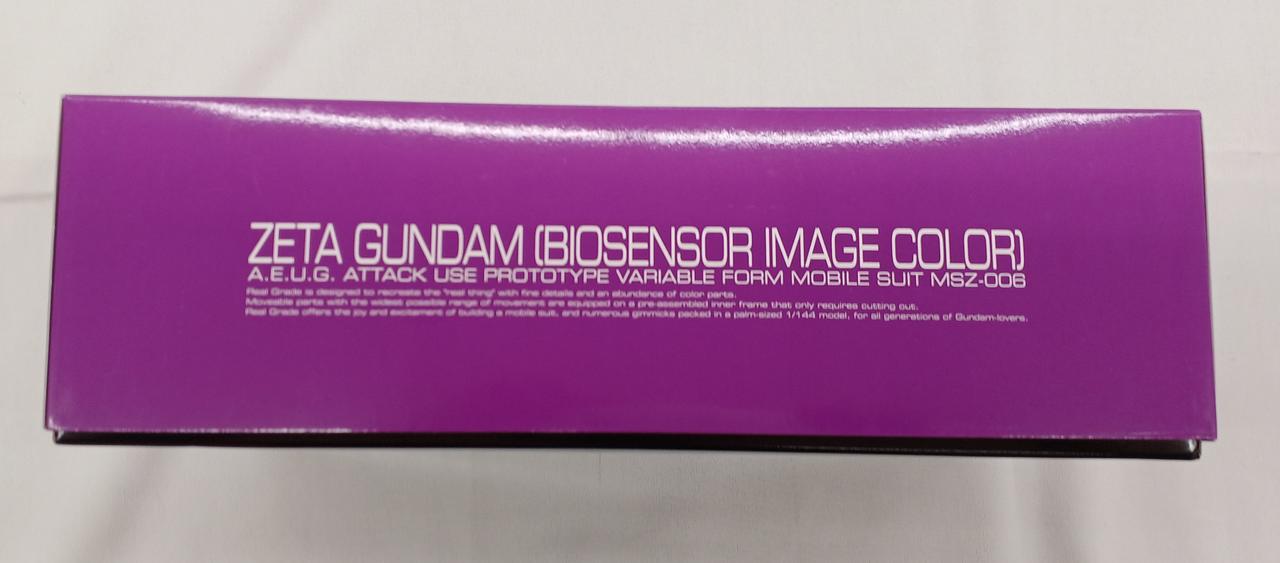 ZETA GUNDAM (BIOSENSOR IMAGE COLOR)
A.E.U.G. ATTACK USE PROTOTYPE VARIABLE FORM MOBILE SUIT MSZ-006
Real Grade is designed to recreate the "real thing" with fine details and an abundance of color parts.
Moveable parts with the widest possible range of movement are equipped on a pre-assembled inner frame that only requires cutting out.
Real Grade offers the joy and excitement of building a mobile suit, and numerous gimmicks packed in a palm-sized 1/144 model, for all generations of Gundam-lovers.